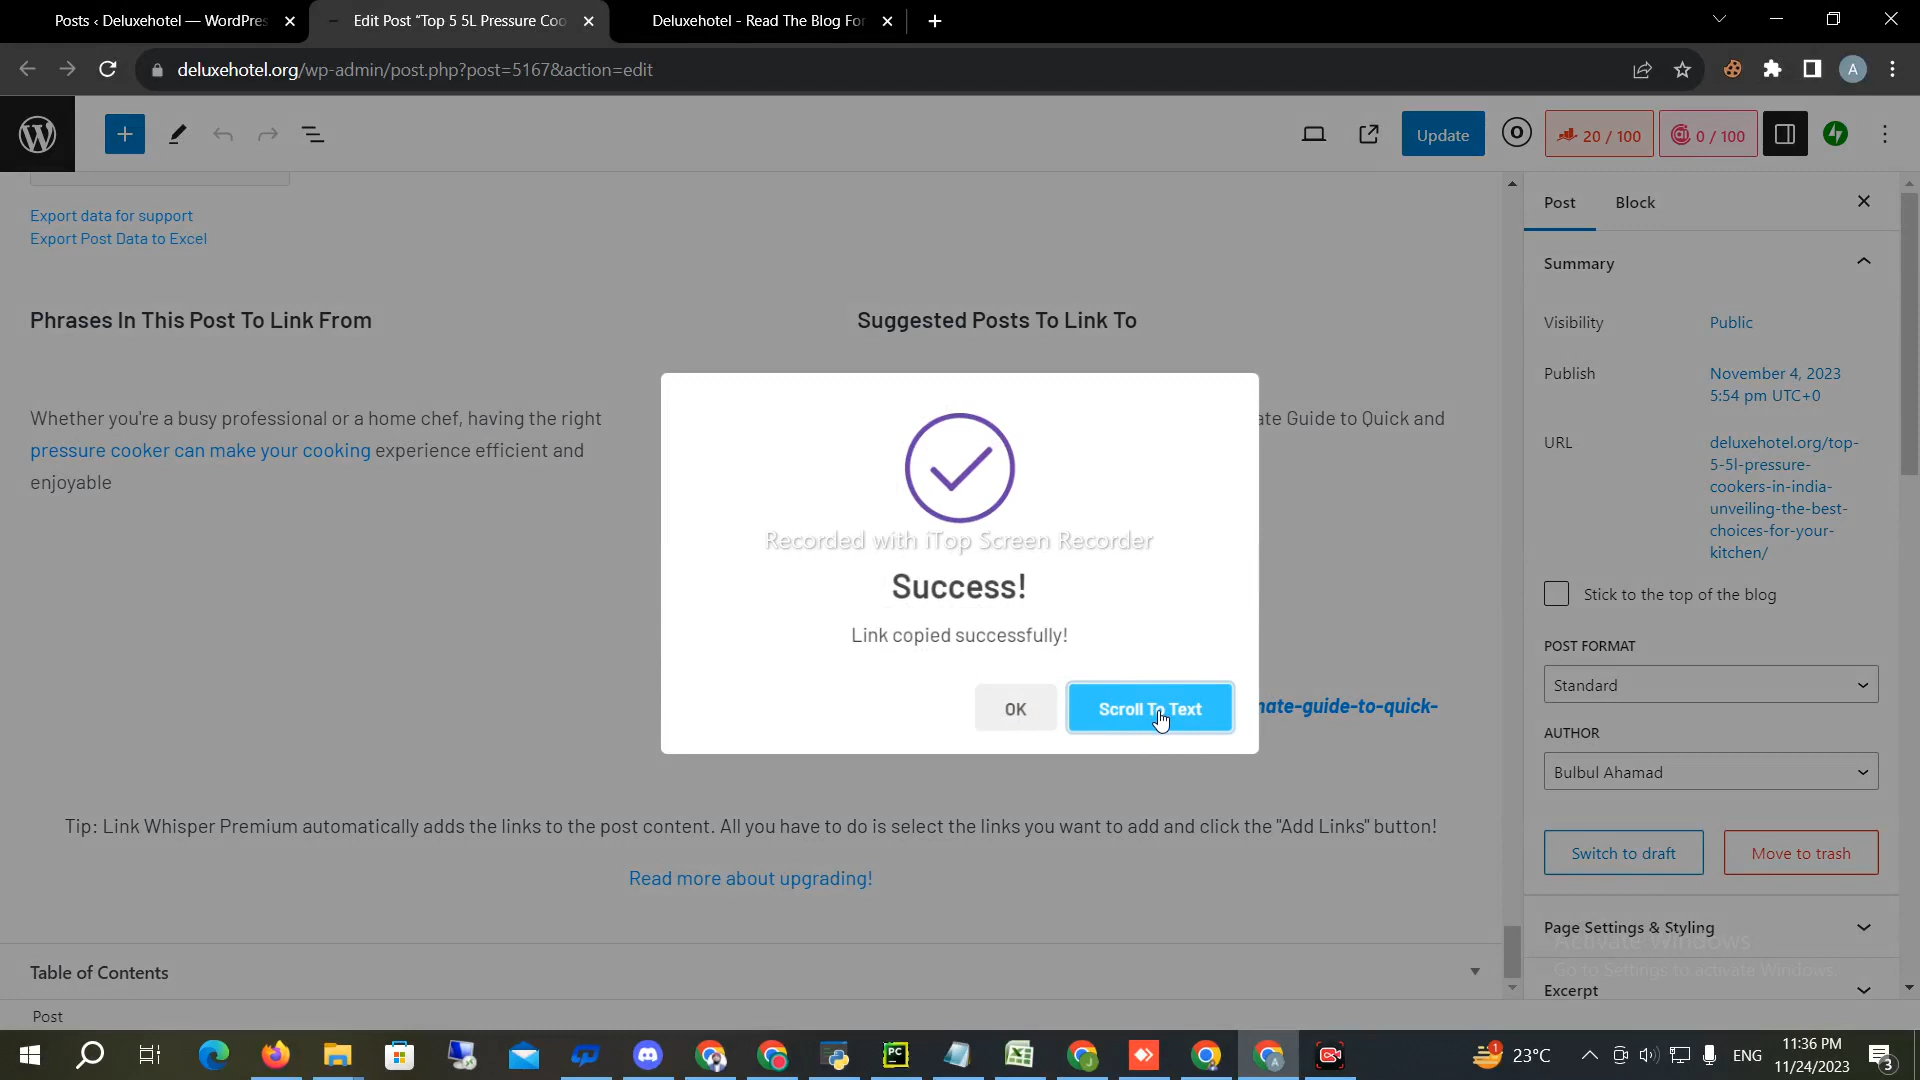 Posts ‹ Deluxehotel — WordPres
Edit Post “Top 5 5L Pressure Coo
Deluxehotel - Read The Blog For
deluxehotel.org/wp-admin/post.php?post=5167&action=edit
A
Update
20 / 100
0 / 100
Export data for support
Export Post Data to Excel
Phrases In This Post To Link From
Suggested Posts To Link To
Whether you're a busy professional or a home chef, having the right
pressure cooker can make your cooking experience efficient and
enjoyable
ate Guide to Quick and
nate-guide-to-quick-
Recorded with iTop Screen Recorder
Success!
Link copied successfully!
OK
Scroll To Text
Tip: Link Whisper Premium automatically adds the links to the post content. All you have to do is select the links you want to add and click the "Add Links" button!
Read more about upgrading!
Table of Contents
Post
Post
Block
Summary
Visibility
Public
Publish
November 4, 2023
5:54 pm UTC+0
URL
deluxehotel.org/top-
5-5l-pressure-
cookers-in-india-
unveiling-the-best-
choices-for-your-
kitchen/
Stick to the top of the blog
POST FORMAT
Standard
AUTHOR
Bulbul Ahamad
Switch to draft
Move to trash
Page Settings & Styling
Activate Windows
Go to Settings to activate Windows.
Excerpt
1
23°C
ENG
11:36 PM
11/24/2023
3